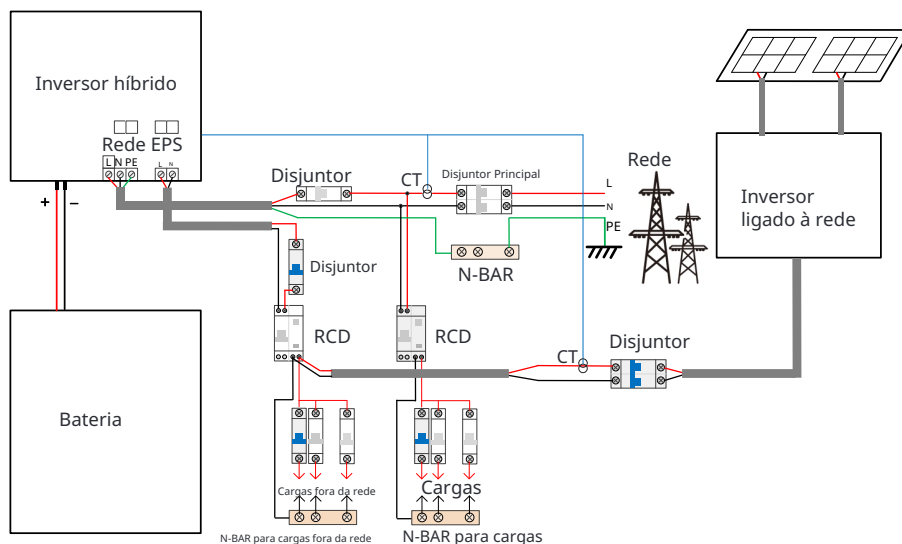 Inversor híbrido
Rede EPS
L N PE
L N
+ −
Disjuntor
CT
Disjuntor Principal
Rede
L
N
PE
Inversor
ligado à rede
N-BAR
Disjuntor
RCD
RCD
CT
Disjuntor
Bateria
Cargas fora da rede
Cargas
N-BAR para cargas fora da rede
N-BAR para cargas